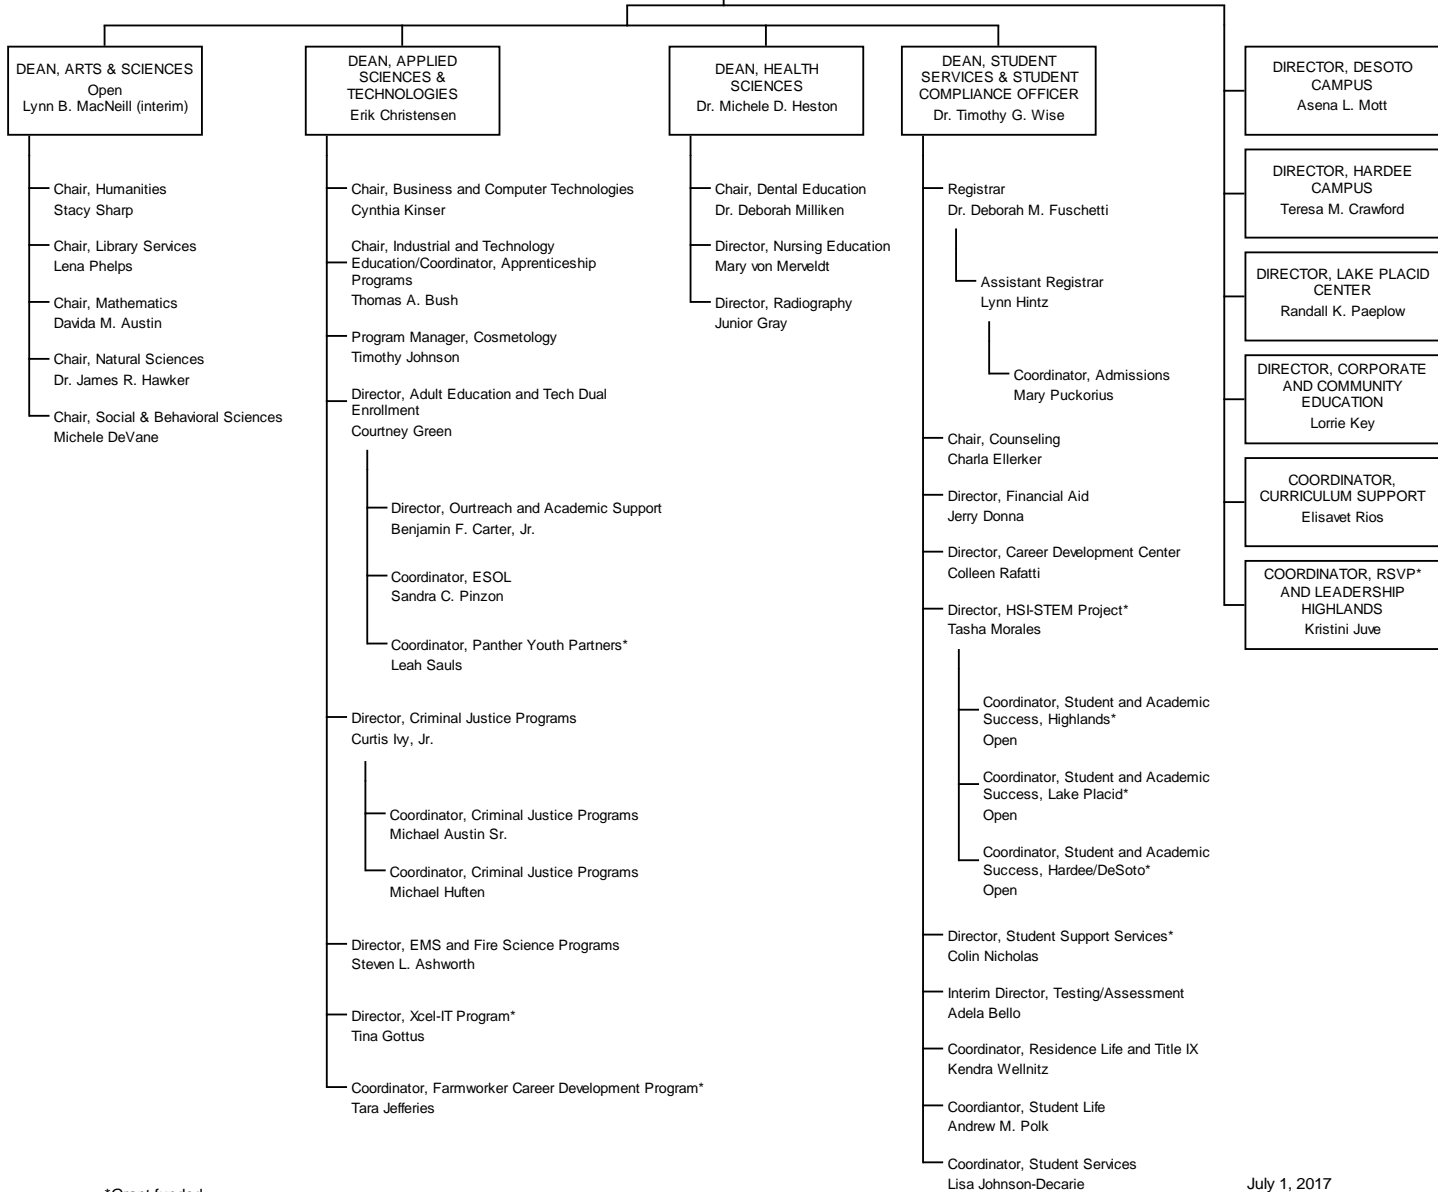 DEAN, ARTS & SCIENCES
Open
Lynn B. MacNeill (interim)
Chair, Humanities
Stacy Sharp
Chair, Library Services
Lena Phelps
Chair, Mathematics
Davida M. Austin
Chair, Natural Sciences
Dr. James R. Hawker
Chair, Social & Behavioral Sciences
Michele DeVane
DEAN, APPLIED
SCIENCES &
TECHNOLOGIES
Erik Christensen
Chair, Business and Computer Technologies
Cynthia Kinser
Chair, Industrial and Technology
Education/Coordinator, Apprenticeship
Programs
Thomas A. Bush
Program Manager, Cosmetology
Timothy Johnson
Director, Adult Education and Tech Dual
Enrollment
Courtney Green
Director, Ourtreach and Academic Support
Benjamin F. Carter, Jr.
Coordinator, ESOL
Sandra C. Pinzon
Coordinator, Panther Youth Partners*
Leah Sauls
Director, Criminal Justice Programs
Curtis Ivy, Jr.
Coordinator, Criminal Justice Programs
Michael Austin Sr.
Coordinator, Criminal Justice Programs
Michael Huften
Director, EMS and Fire Science Programs
Steven L. Ashworth
Director, Xcel-IT Program*
Tina Gottus
Coordinator, Farmworker Career Development Program*
Tara Jefferies
DEAN, HEALTH
SCIENCES
Dr. Michele D. Heston
Chair, Dental Education
Dr. Deborah Milliken
Director, Nursing Education
Mary von Merveldt
Director, Radiography
Junior Gray
DEAN, STUDENT
SERVICES & STUDENT
COMPLIANCE OFFICER
Dr. Timothy G. Wise
Registrar
Dr. Deborah M. Fuschetti
Assistant Registrar
Lynn Hintz
Coordinator, Admissions
Mary Puckorius
Chair, Counseling
Charla Ellerker
Director, Financial Aid
Jerry Donna
Director, Career Development Center
Colleen Rafatti
Director, HSI-STEM Project*
Tasha Morales
Coordinator, Student and Academic
Success, Highlands*
Open
Coordinator, Student and Academic
Success, Lake Placid*
Open
Coordinator, Student and Academic
Success, Hardee/DeSoto*
Open
Director, Student Support Services*
Colin Nicholas
Interim Director, Testing/Assessment
Adela Bello
Coordinator, Residence Life and Title IX
Kendra Wellnitz
Coordiantor, Student Life
Andrew M. Polk
Coordinator, Student Services
Lisa Johnson-Decarie
DIRECTOR, DESOTO
CAMPUS
Asena L. Mott
DIRECTOR, HARDEE
CAMPUS
Teresa M. Crawford
DIRECTOR, LAKE PLACID
CENTER
Randall K. Paeplow
DIRECTOR, CORPORATE
AND COMMUNITY
EDUCATION
Lorrie Key
COORDINATOR,
CURRICULUM SUPPORT
Elisavet Rios
COORDINATOR, RSVP*
AND LEADERSHIP
HIGHLANDS
Kristini Juve
*Grant funded
July 1, 2017